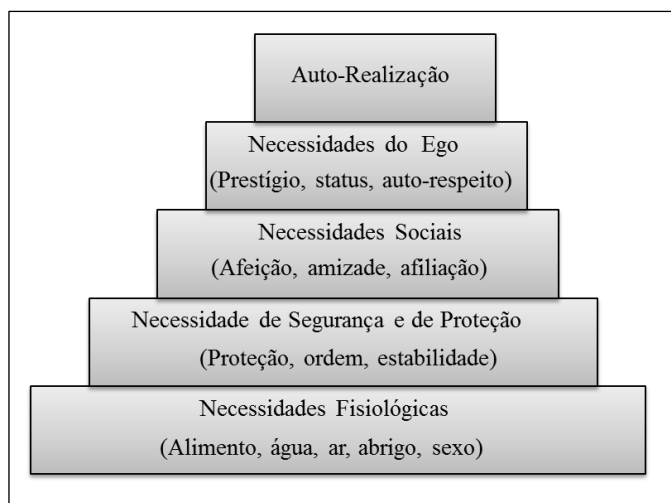 Auto-Realização
Necessidades do Ego
(Prestígio, status, auto-respeito)
Necessidades Sociais
(Afeição, amizade, afiliação)
Necessidade de Segurança e de Proteção
(Proteção, ordem, estabilidade)
Necessidades Fisiológicas
(Alimento, água, ar, abrigo, sexo)